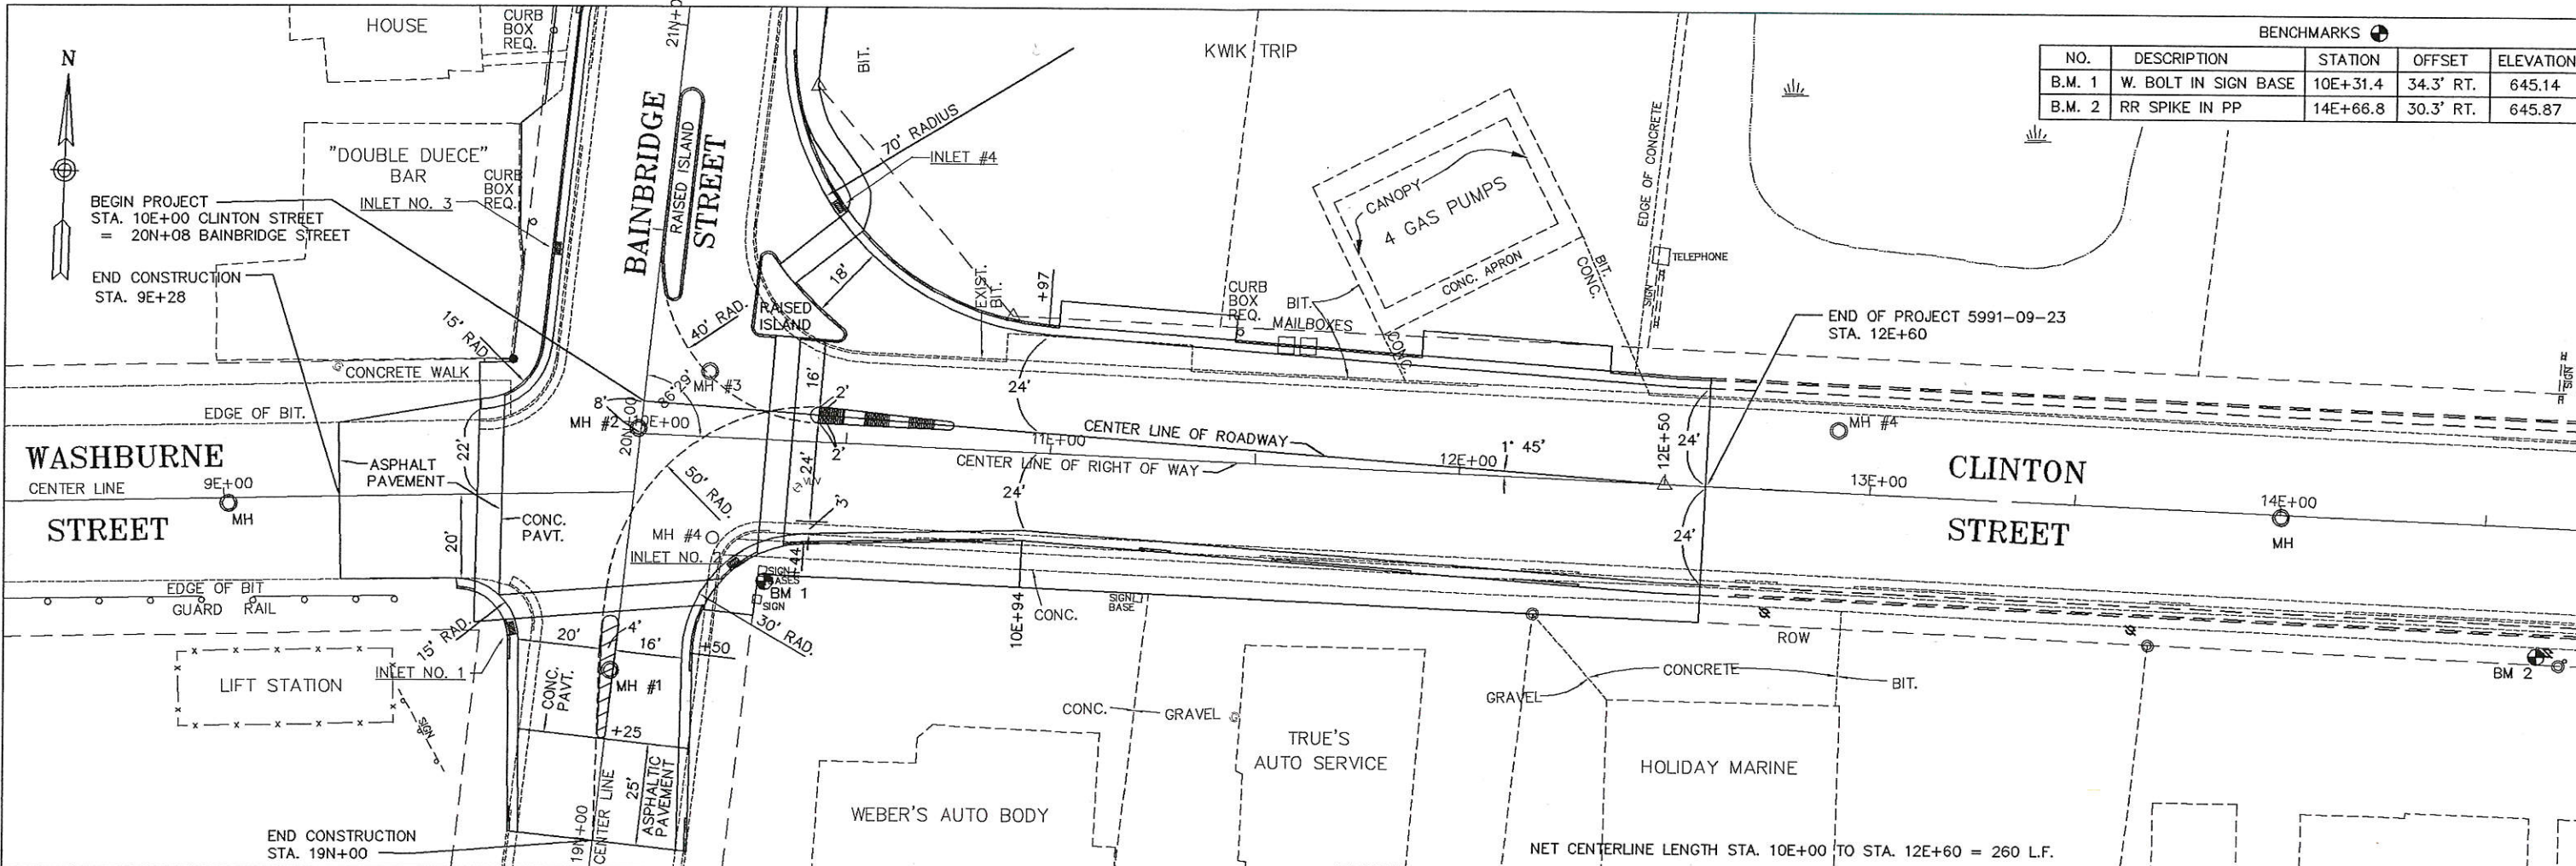 HOUSE
CURB
BOX
REQ.
N
"DOUBLE DUECE"
BAR
CURB
BOX
REQ.
INLET NO. 3
BEGIN PROJECT
STA. 10E+00 CLINTON STREET
= 20N+08 BAINBRIDGE STREET
END CONSTRUCTION
STA. 9E+28
BAINBRIDGE
STREET
RAISED ISLAND
BIT.
KWIK TRIP
70' RADIUS
INLET #4
18'
RAISED
ISLAND
40' RAD.
EXIST.
BIT.
+97
CANOPY
4 GAS PUMPS
CONC. APRON
BIT.
CONC.
EDGE OF CONCRETE
TELEPHONE
SIGN
CURB
BOX
REQ.
BIT.
MAILBOXES
CONC.
BENCHMARKS
NO. DESCRIPTION STATION OFFSET ELEVATION
B.M. 1 W. BOLT IN SIGN BASE 10E+31.4 34.3' RT. 645.14
B.M. 2 RR SPIKE IN PP 14E+66.8 30.3' RT. 645.87
END OF PROJECT 5991-09-23
STA. 12E+60
SIGN
15' RAD.
CONCRETE WALK
EDGE OF BIT.
WASHBURNE
CENTER LINE
9E+00
STREET
MH
ASPHALT
PAVEMENT
22'
20'
CONC.
PAVT.
8'
MH #2
10E+00
20N+00
86°29'
MH #3
16'
2'
2'
24'
VLV
3'
50' RAD.
MH #4
INLET NO.
44'
SIGN
BASES
BM 1
SIGN
30' RAD.
24'
24'
11E+00
CENTER LINE OF ROADWAY
CENTER LINE OF RIGHT OF WAY
12E+00
1° 45'
12E+50
24'
24'
MH #4
CLINTON
STREET
13E+00
14E+00
MH
EDGE OF BIT
GUARD RAIL
15' RAD.
INLET NO. 1
LIFT STATION
SIGN
20'
4'
16'
+50
MH #1
CONC.
PAVT.
+25
25'
ASPHALTIC
PAVEMENT
19N+00
CENTER LINE
END CONSTRUCTION
STA. 19N+00
10E+94
CONC.
SIGN
BASE
CONC.
GRAVEL
WEBER'S AUTO BODY
TRUE'S
AUTO SERVICE
GRAVEL
CONCRETE
BIT.
ROW
HOLIDAY MARINE
BM 2
NET CENTERLINE LENGTH STA. 10E+00 TO STA. 12E+60 = 260 L.F.